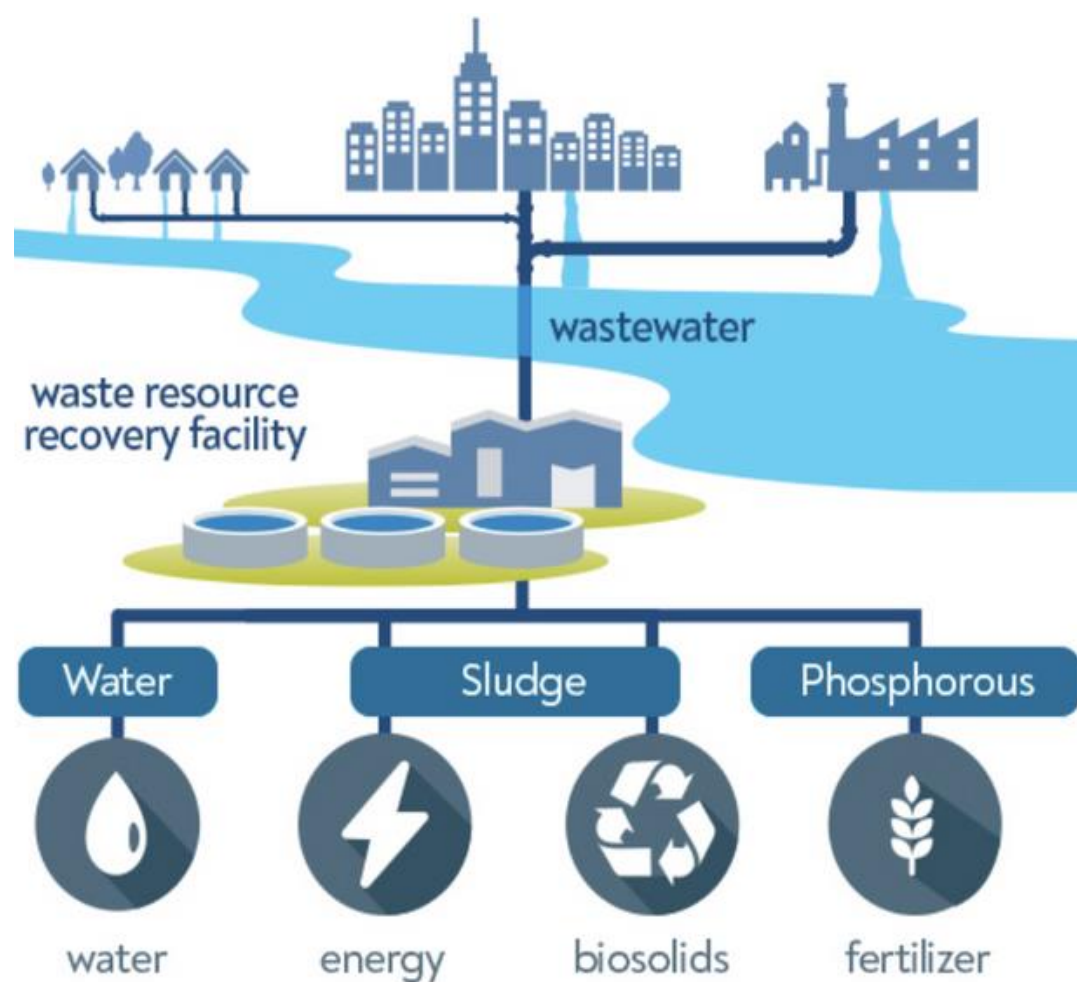 wastewater
waste resource
recovery facility
Water
Sludge
Phosphorous
water
energy
biosolids
fertilizer